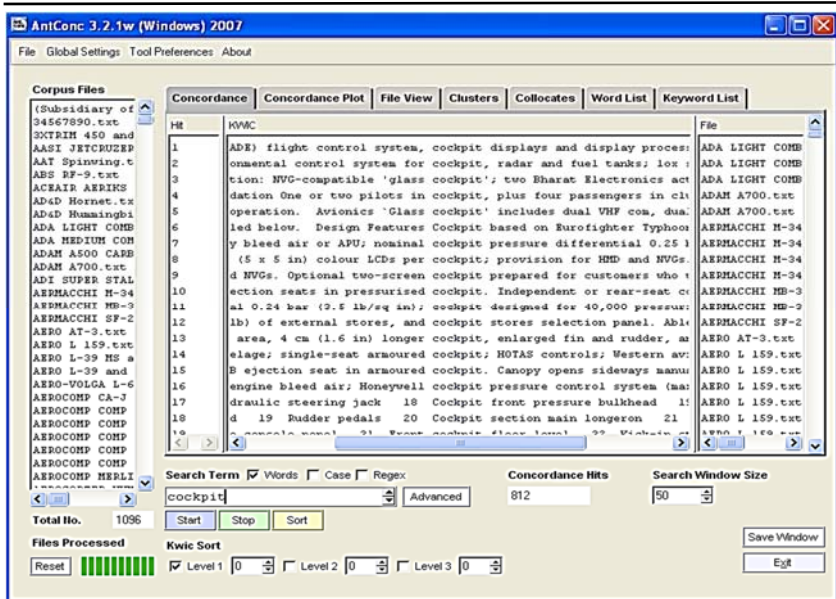 AntConc 3.2.1w (Windows) 2007
File Global Settings Tool Preferences About
Corpus Files
(Subsidiary of
34567890.txt
3XTRIM 450 and
AASI JETCRUZER
AAT Spinwing.t
ABS RF-9.txt
ACEAIR AERIKS
AD&D Hornet.tx
AD&D Hummingbi
ADA LIGHT COMB
ADA MEDIUM COM
ADAM A500 CARB
ADAM A700.txt
ADI SUPER STAL
AERMACCHI M-34
AERMACCHI MB-3
AERMACCHI SF-2
AERO AT-3.txt
AERO L 159.txt
AERO L-39 MS a
AERO L-39 and
AERO-VOLGA L-6
AEROCOMP CA-J
AEROCOMP COMP
AEROCOMP COMP
AEROCOMP COMP
AEROCOMP COMP
AEROCOMP MERLI
Total No. 1096
Files Processed
Reset
Concordance Concordance Plot File View Clusters Collocates Word List Keyword List
Hit KWIC File
1 ADE) flight control system, cockpit displays and display process ADA LIGHT COMB
2 onmental control system for cockpit, radar and fuel tanks; lox s ADA LIGHT COMB
3 tion: NVG-compatible 'glass cockpit'; two Bharat Electronics act ADA LIGHT COMB
4 dation One or two pilots in cockpit, plus four passengers in clu ADAM A700.txt
5 operation. Avionics 'Glass cockpit' includes dual VHF com, dua ADAM A700.txt
6 led below. Design Features Cockpit based on Eurofighter Typhoon AERMACCHI M-34
7 y bleed air or APU; nominal cockpit pressure differential 0.25 AERMACCHI M-34
8 (5 x 5 in) colour LCDs per cockpit; provision for HMD and NVGs. AERMACCHI M-34
9 d NVGs. Optional two-screen cockpit prepared for customers who AERMACCHI M-34
10 ection seats in pressurised cockpit. Independent or rear-seat co AERMACCHI MB-3
11 al 0.24 bar (3.5 lb/sq in); cockpit designed for 40,000 pressur AERMACCHI MB-3
12 lb) of external stores, and cockpit stores selection panel. Abl AERMACCHI SF-2
13 area, 4 cm (1.6 in) longer cockpit, enlarged fin and rudder, a AERO AT-3.txt
14 elage; single-seat armoured cockpit; HOTAS controls; Western av AERO L 159.txt
15 B ejection seat in armoured cockpit. Canopy opens sideways manu AERO L 159.txt
16 engine bleed air; Honeywell cockpit pressure control system (ma AERO L 159.txt
17 draulic steering jack 18 Cockpit front pressure bulkhead 1 AERO L 159.txt
18 d 19 Rudder pedals 20 Cockpit section main longeron 21 AERO L 159.txt
Search Term Words Case Regex
cockpit
Advanced
Start Stop Sort
Concordance Hits
812
Search Window Size
50
Kwic Sort
Level 1 0 Level 2 0 Level 3 0
Save Window
Exit